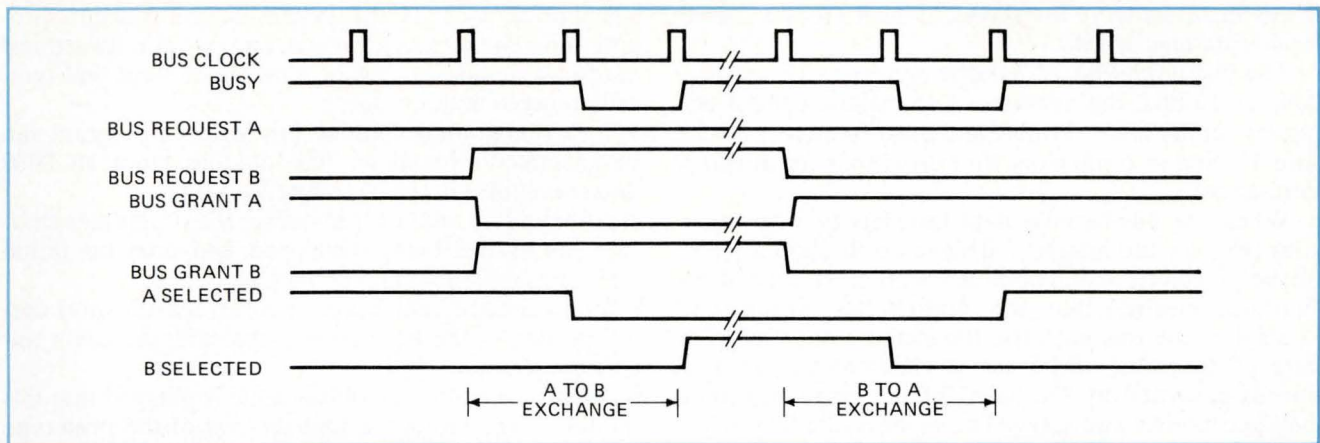 BUS CLOCK
BUSY
BUS REQUEST A
BUS REQUEST B
BUS GRANT A
BUS GRANT B
A SELECTED
B SELECTED
A TO B
EXCHANGE
B TO A
EXCHANGE